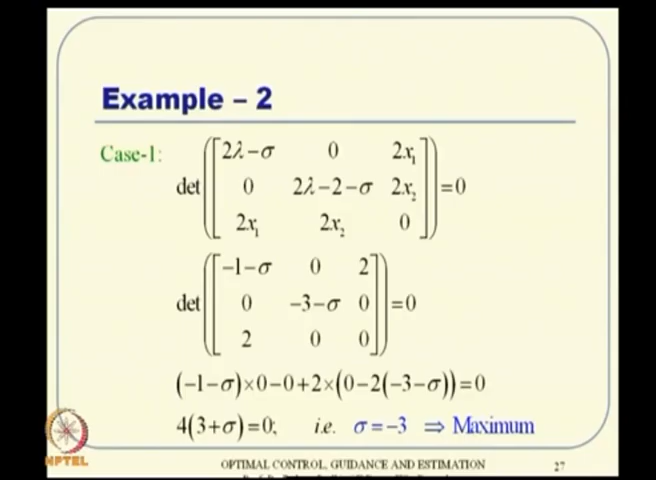 Example – 2
Case-1: det([2λ−σ 0 2x₁
0 2λ−2−σ 2x₂
2x₁ 2x₂ 0])=0
det([−1−σ 0 2
0 −3−σ 0
2 0 0])=0
(−1−σ)×0−0+2×(0−2(−3−σ))=0
4(3+σ)=0; i.e. σ=−3 ⇒ Maximum
NPTEL
OPTIMAL CONTROL, GUIDANCE AND ESTIMATION
27